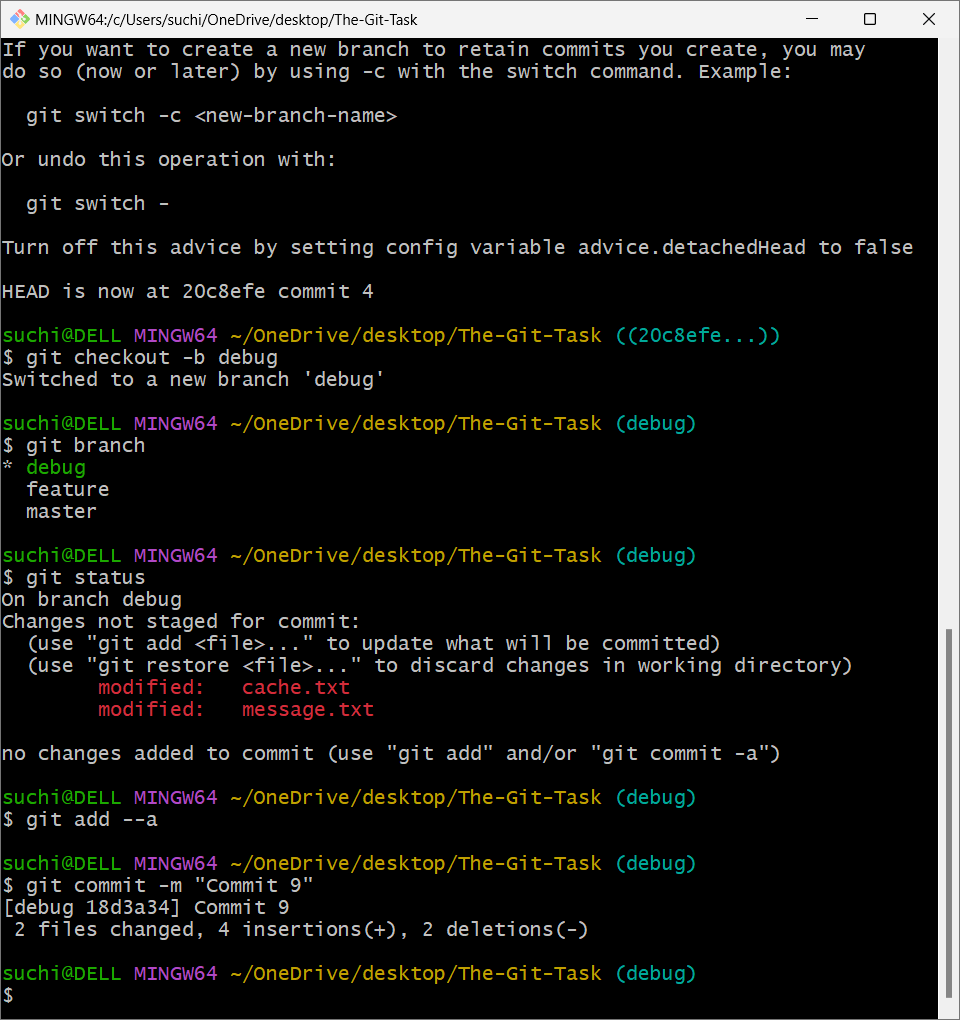 MINGW64:/c/Users/suchi/OneDrive/desktop/The-Git-Task
If you want to create a new branch to retain commits you create, you may
do so (now or later) by using -c with the switch command. Example:
  git switch -c <new-branch-name>
Or undo this operation with:
  git switch -
Turn off this advice by setting config variable advice.detachedHead to false
HEAD is now at 20c8efe commit 4
suchi@DELL MINGW64 ~/OneDrive/desktop/The-Git-Task ((20c8efe...))
$ git checkout -b debug
Switched to a new branch 'debug'
suchi@DELL MINGW64 ~/OneDrive/desktop/The-Git-Task (debug)
$ git branch
* debug
  feature
  master
suchi@DELL MINGW64 ~/OneDrive/desktop/The-Git-Task (debug)
$ git status
On branch debug
Changes not staged for commit:
  (use "git add <file>..." to update what will be committed)
  (use "git restore <file>..." to discard changes in working directory)
        modified:   cache.txt
        modified:   message.txt
no changes added to commit (use "git add" and/or "git commit -a")
suchi@DELL MINGW64 ~/OneDrive/desktop/The-Git-Task (debug)
$ git add --a
suchi@DELL MINGW64 ~/OneDrive/desktop/The-Git-Task (debug)
$ git commit -m "Commit 9"
[debug 18d3a34] Commit 9
 2 files changed, 4 insertions(+), 2 deletions(-)
suchi@DELL MINGW64 ~/OneDrive/desktop/The-Git-Task (debug)
$